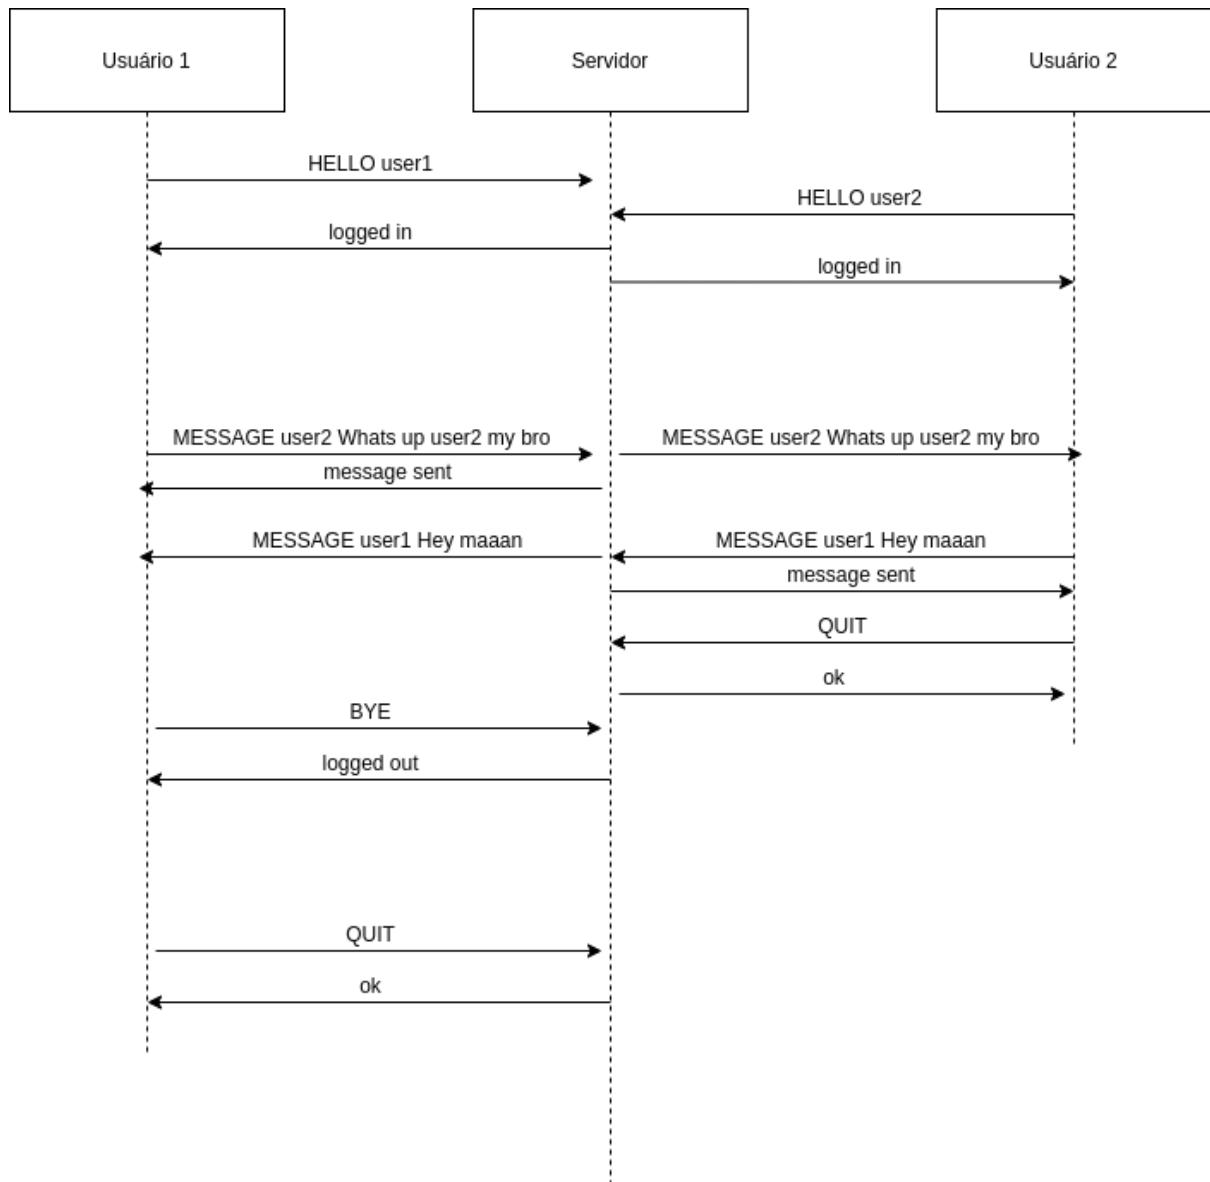 Usuário 1
Servidor
Usuário 2
HELLO user1
HELLO user2
logged in
logged in
MESSAGE user2 Whats up user2 my bro
MESSAGE user2 Whats up user2 my bro
message sent
MESSAGE user1 Hey maaan
MESSAGE user1 Hey maaan
message sent
QUIT
ok
BYE
logged out
QUIT
ok